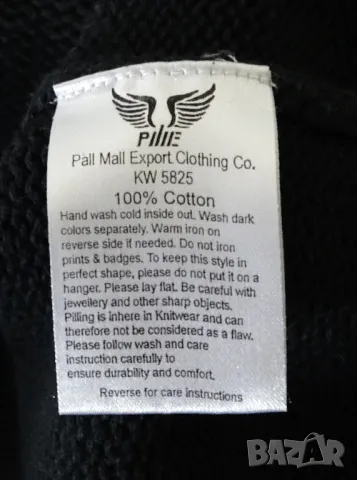 PME
Pall Mall Export Clothing Co.
KW 5825
100% Cotton
Hand wash cold inside out. Wash dark
colors separately. Warm iron on
reverse side if needed. Do not iron
prints & badges. To keep this style in
perfect shape, please do not put it on a
hanger. Please lay flat. Be careful with
jewellery and other sharp objects.
Pilling is inhere in Knitwear and can
therefore not be considered as a flaw.
Please follow wash and care
instruction carefully to
ensure durability and comfort.
Reverse for care instructions
BAZAR